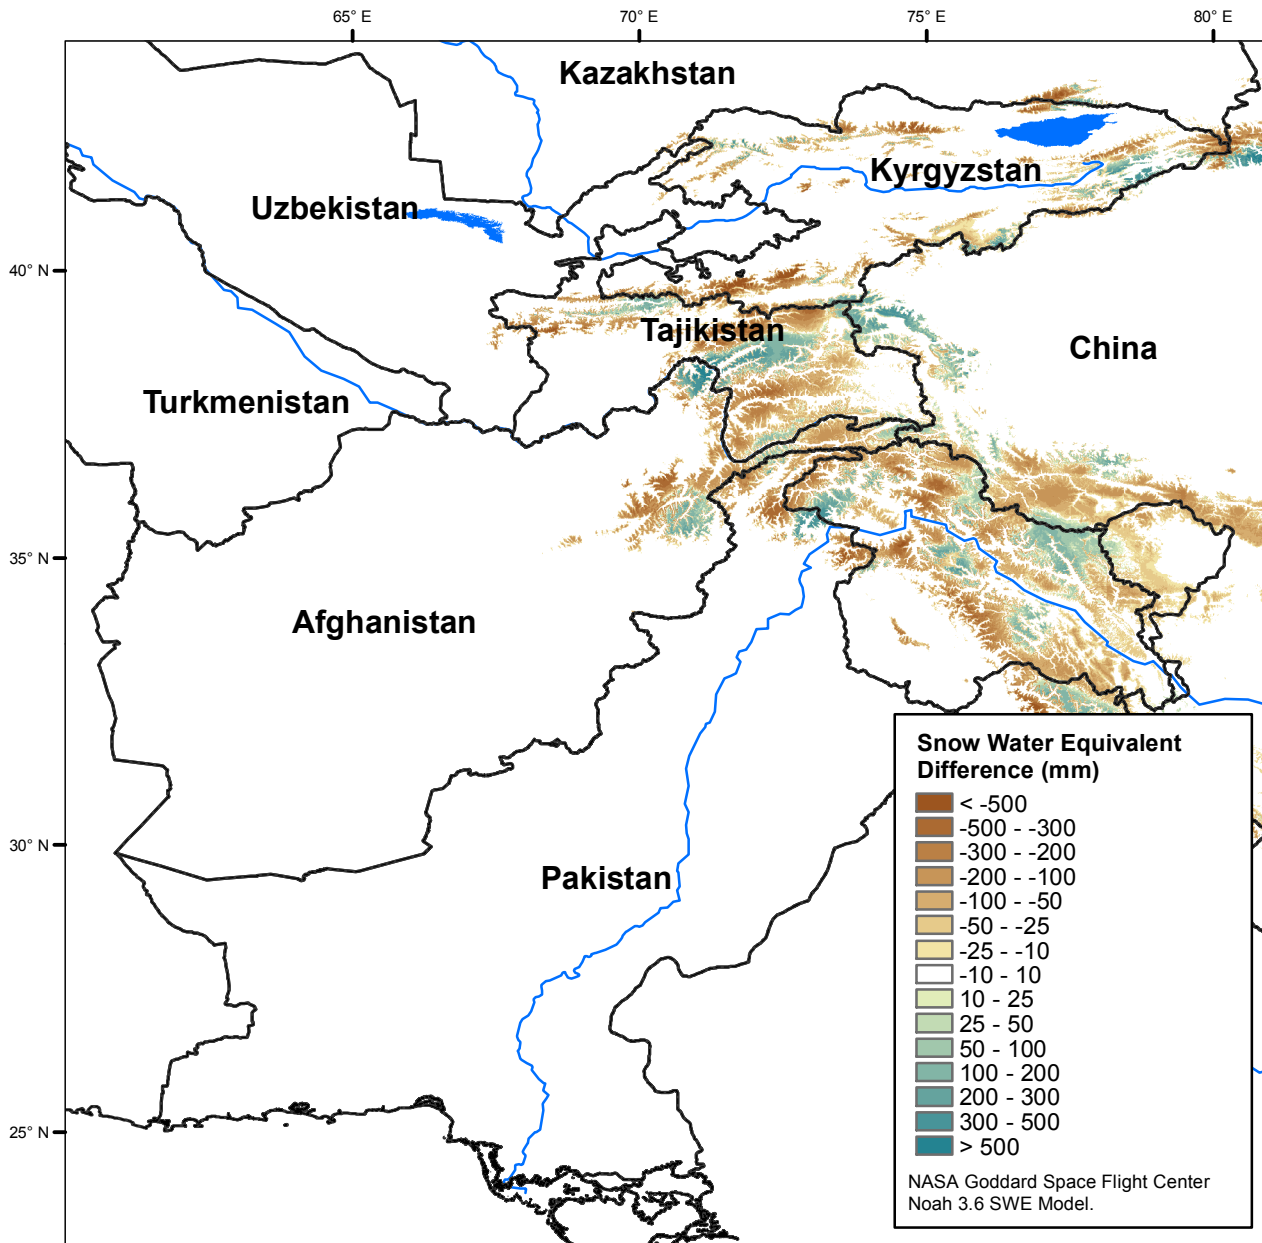 65° E
70° E
75° E
80° E
Kazakhstan
Kyrgyzstan
Uzbekistan
40° N
Tajikistan
China
Turkmenistan
35° N
Afghanistan
30° N
Pakistan
25° N
Snow Water Equivalent
Difference (mm)
< -500
-500 - -300
-300 - -200
-200 - -100
-100 - -50
-50 - -25
-25 - -10
-10 - 10
10 - 25
25 - 50
50 - 100
100 - 200
200 - 300
300 - 500
> 500
NASA Goddard Space Flight Center
Noah 3.6 SWE Model.